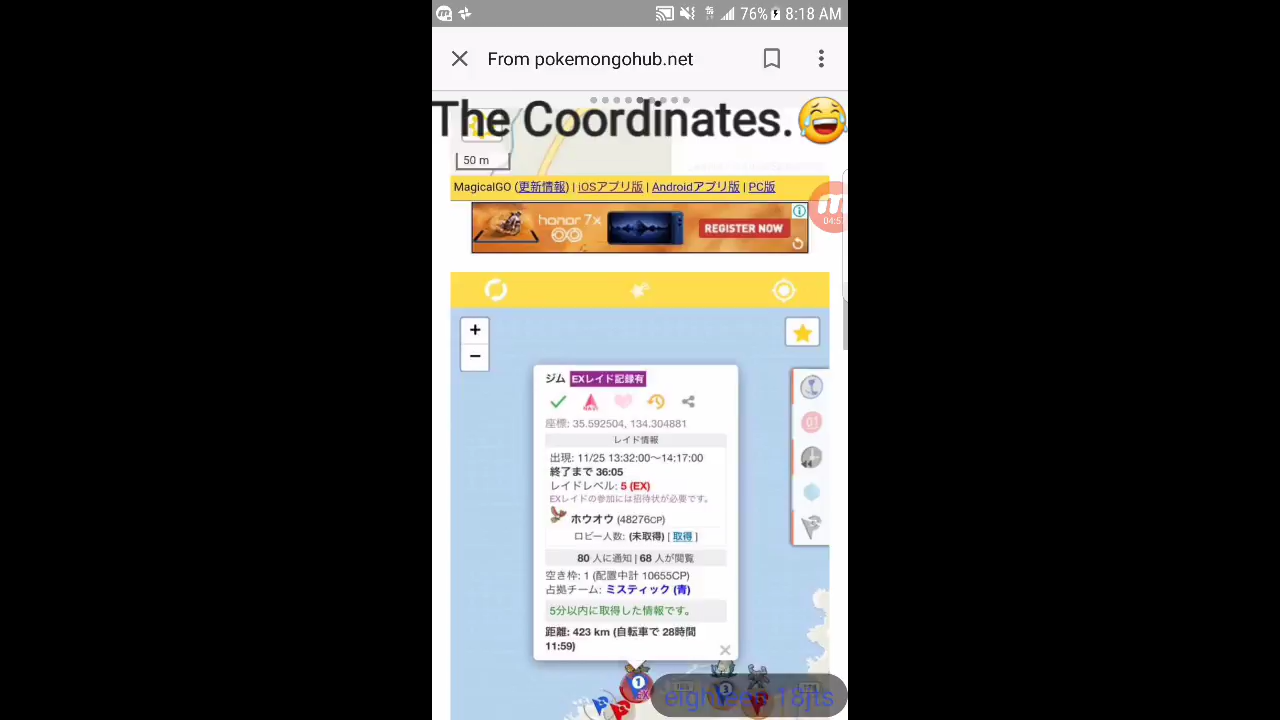 76% 8:18 AM
From pokemongohub.net
The Coordinates.😂
50 m
MagicalGO (更新情報) | iOSアプリ版 | Androidアプリ版 | PC版
honor 7x
REGISTER NOW
04:5
+
−
ジム EXレイド記録有
座標: 35.592504, 134.304881
レイド情報
出現: 11/25 13:32:00〜14:17:00
終了まで 36:05
レイドレベル: 5 (EX)
EXレイドの参加には招待状が必要です。
ホウオウ (48276CP)
ロビー人数: (未取得) [ 取得 ]
80 人に通知 | 68 人が閲覧
空き枠: 1 (配置中計 10655CP)
占拠チーム: ミスティック (青)
5分以内に取得した情報です。
距離: 423 km (自転車で 28時間
11:59)
1
EX
3
eighteen 18jts